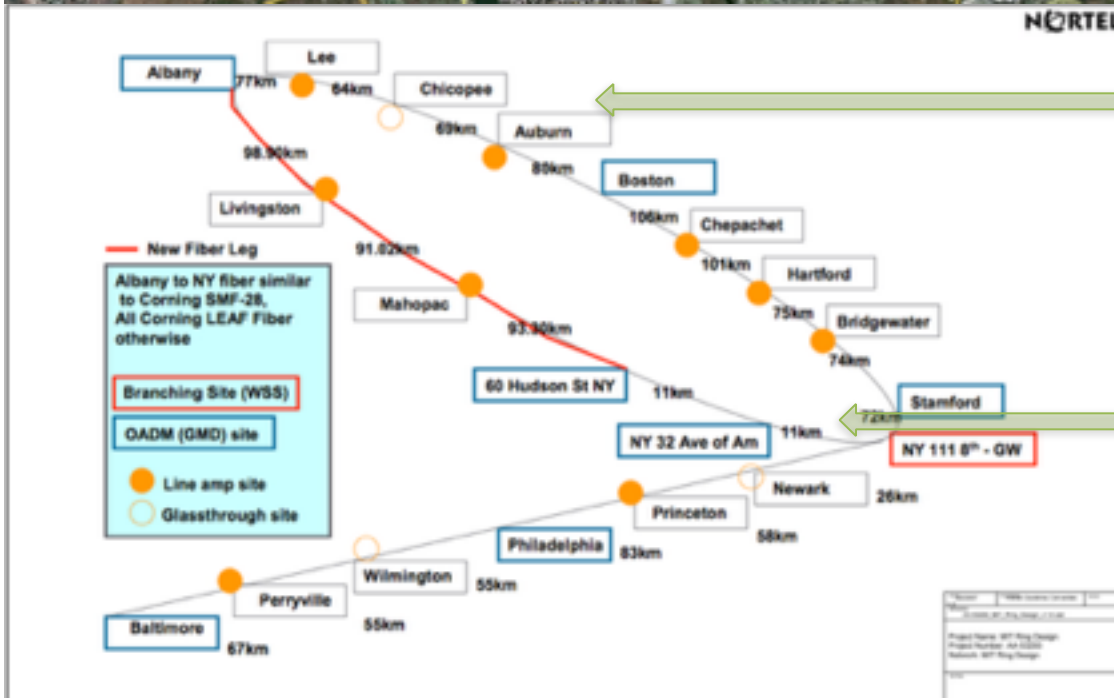 NORTEL
Lee
Albany
77km
64km
Chicopee
69km
Auburn
80km
Boston
98.90km
106km
Livingston
Chepachet
New Fiber Leg
91.02km
101km
Hartford
Albany to NY fiber similar
to Corning SMF-28,
All Corning LEAF Fiber
otherwise
Mahopac
75km
Bridgewater
93.30km
74km
Branching Site (WSS)
60 Hudson St NY
11km
Stamford
72km
OADM (GMD) site
NY 32 Ave of Am
11km
NY 111 8th - GW
Line amp site
Newark
26km
Glassthrough site
Princeton
58km
Philadelphia
83km
Wilmington
55km
Perryville
55km
Baltimore
67km
Project Name: MIT Ring Design